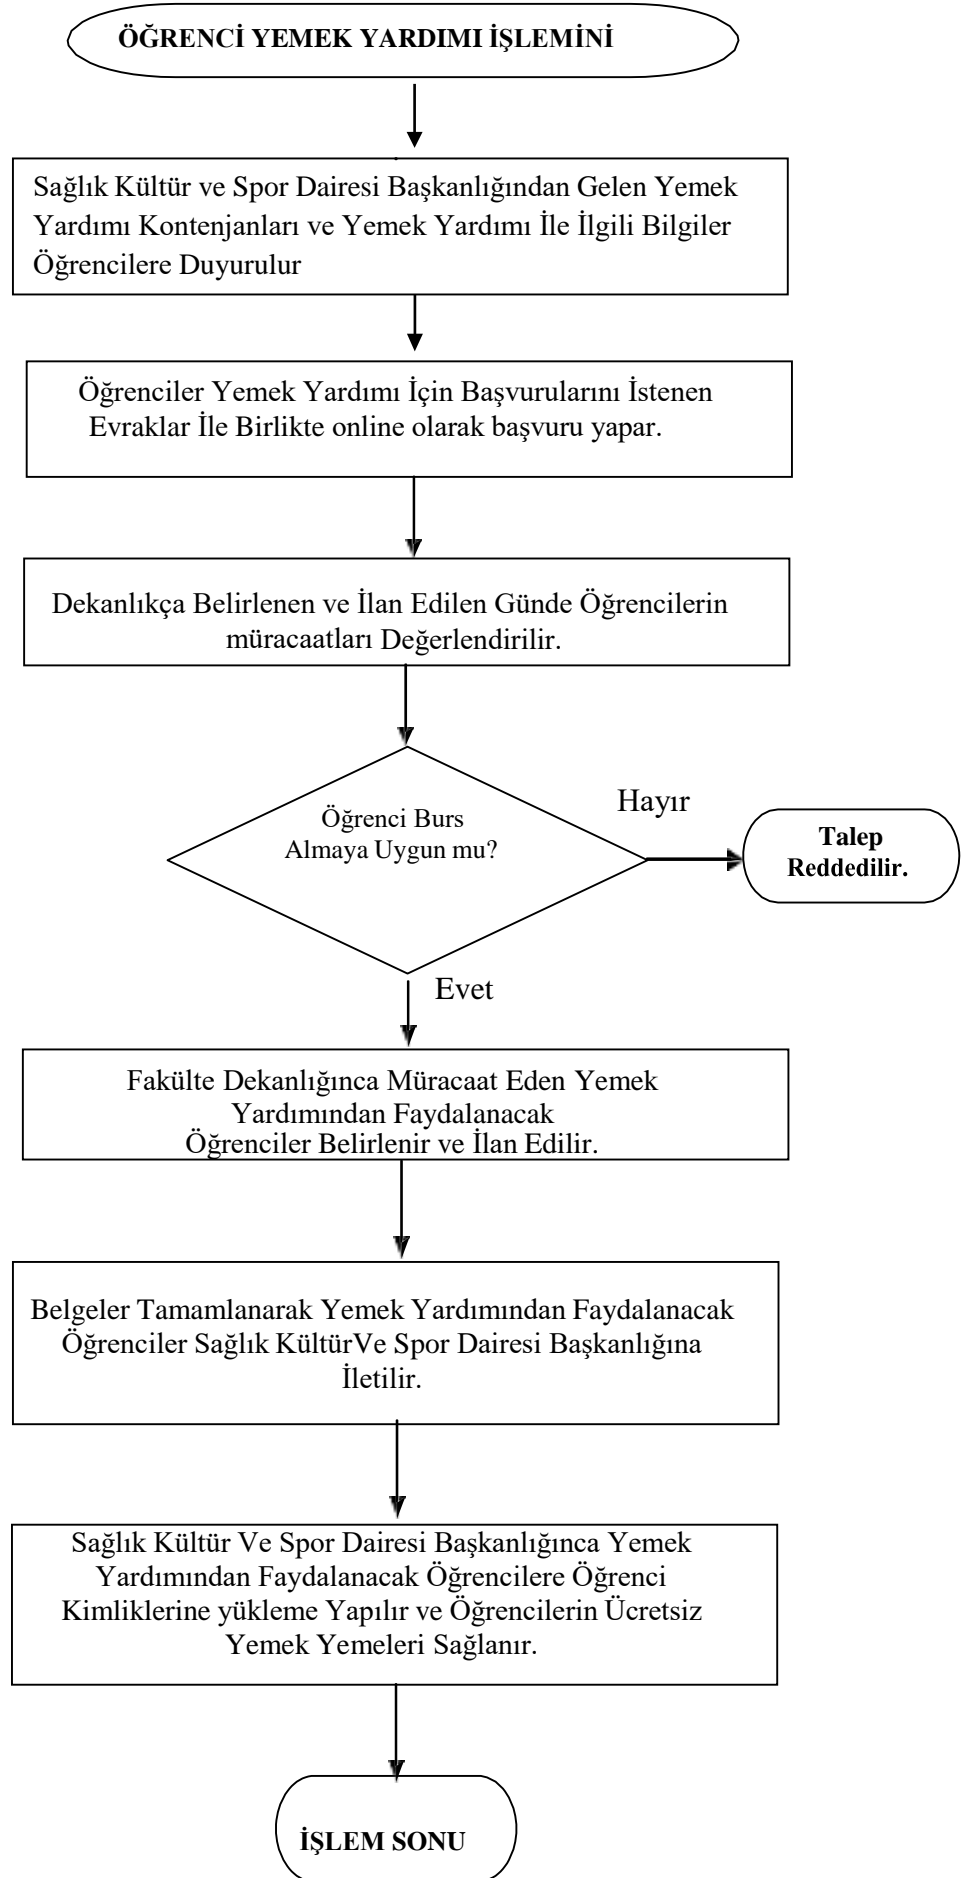 ÖĞRENCİ YEMEK YARDIMI İŞLEMİNİ
Sağlık Kültür ve Spor Dairesi Başkanlığından Gelen Yemek
Yardımı Kontenjanları ve Yemek Yardımı İle İlgili Bilgiler
Öğrencilere Duyurulur
Öğrenciler Yemek Yardımı İçin Başvurularını İstenen
Evraklar İle Birlikte online olarak başvuru yapar.
Dekanlıkça Belirlenen ve İlan Edilen Günde Öğrencilerin
müracaatları Değerlendirilir.
Öğrenci Burs
Almaya Uygun mu?
Hayır
Talep
Reddedilir.
Evet
Fakülte Dekanlığınca Müracaat Eden Yemek
Yardımından Faydalanacak
Öğrenciler Belirlenir ve İlan Edilir.
Belgeler Tamamlanarak Yemek Yardımından Faydalanacak
Öğrenciler Sağlık KültürVe Spor Dairesi Başkanlığına
İletilir.
Sağlık Kültür Ve Spor Dairesi Başkanlığınca Yemek
Yardımından Faydalanacak Öğrencilere Öğrenci
Kimliklerine yükleme Yapılır ve Öğrencilerin Ücretsiz
Yemek Yemeleri Sağlanır.
İŞLEM SONU